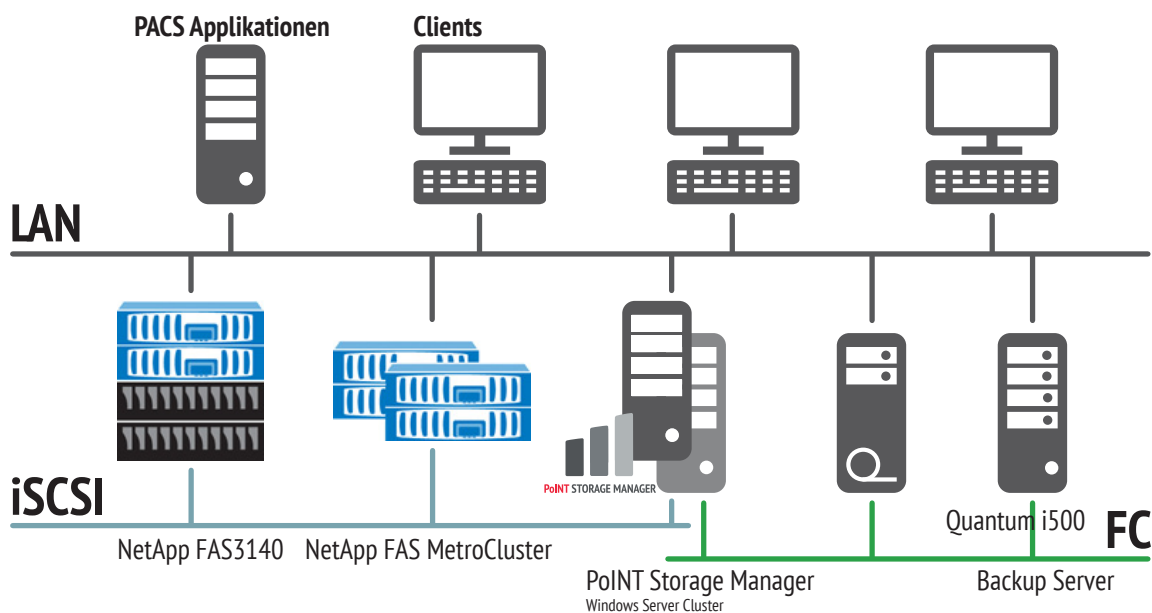 PACS Applikationen
Clients
LAN
PoINT STORAGE MANAGER
iSCSI
Quantum i500
FC
NetApp FAS3140
NetApp FAS MetroCluster
PoINT Storage Manager
Windows Server Cluster
Backup Server